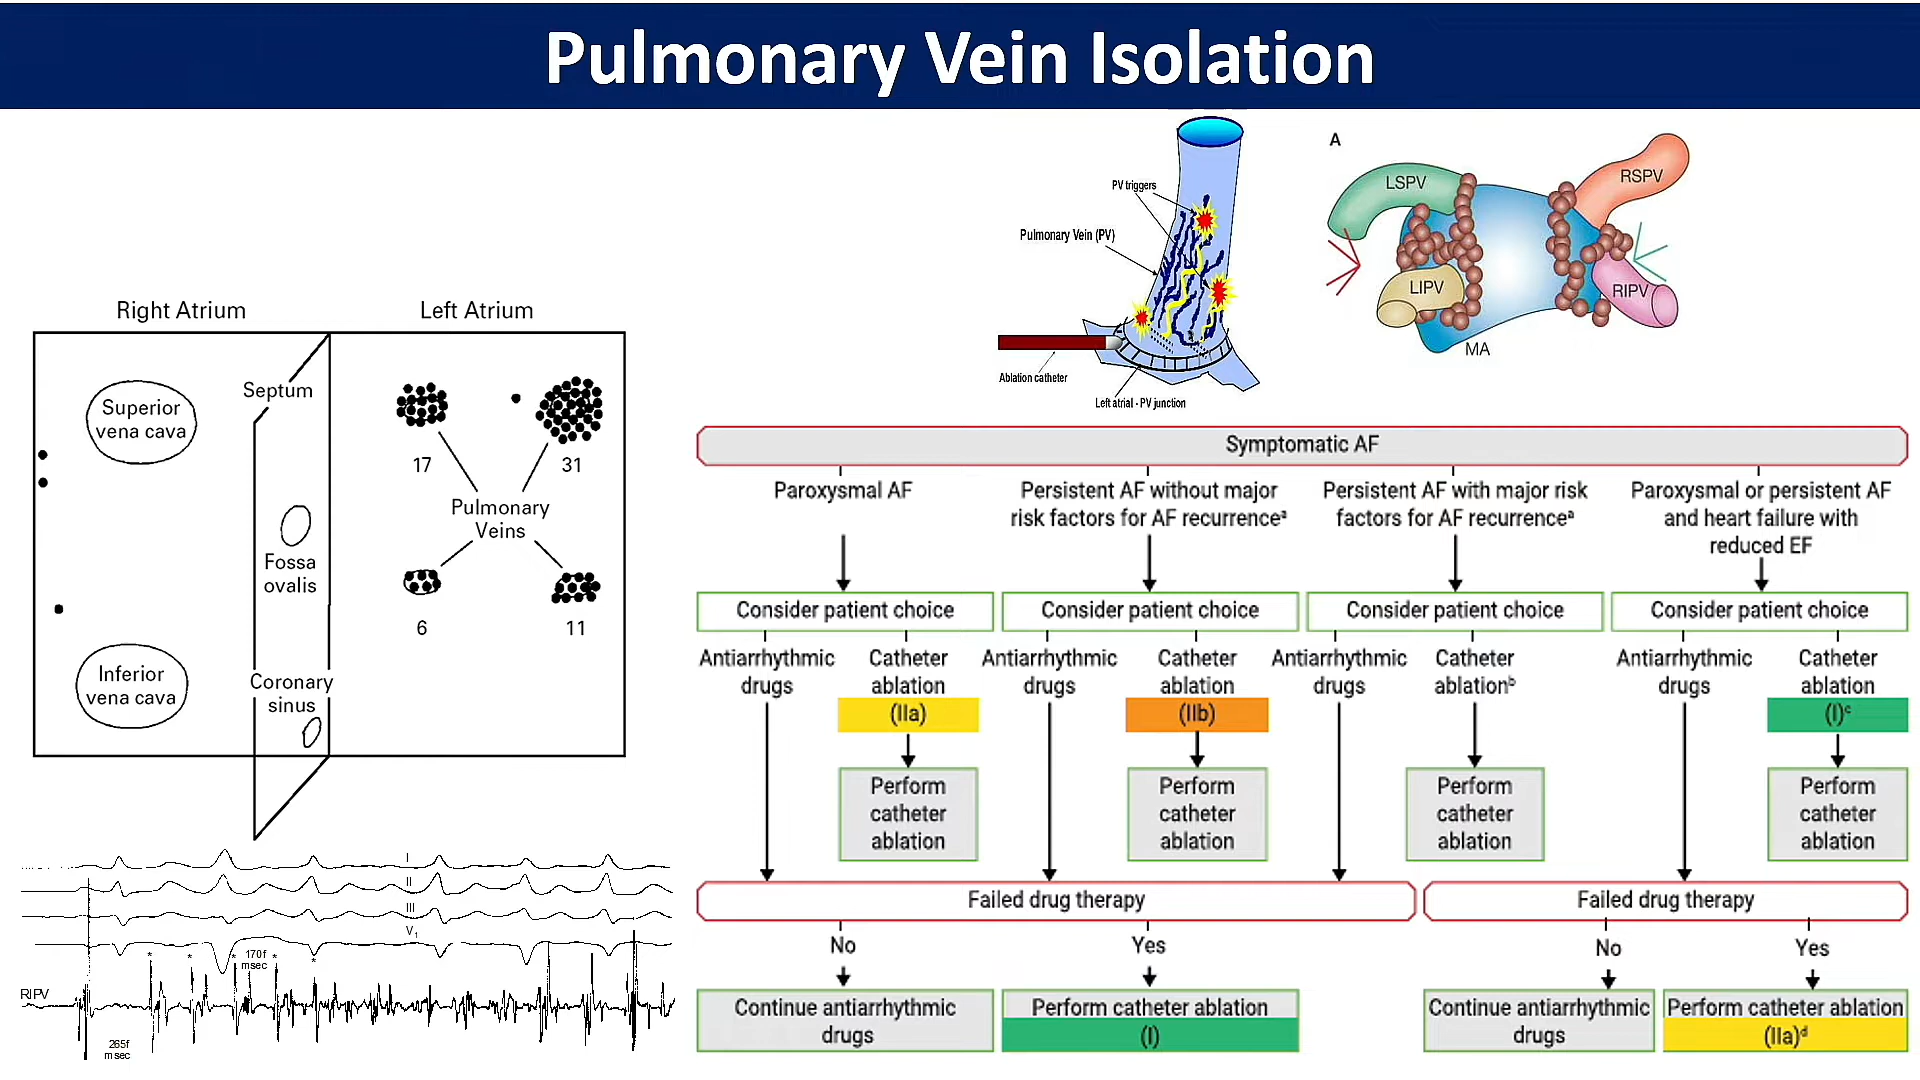 Pulmonary Vein Isolation
Right Atrium
Left Atrium
Superior
vena cava
Septum
17
31
Pulmonary
Veins
Fossa
ovalis
6
11
Inferior
vena cava
Coronary
sinus
I
II
III
V1
* * * * *
170f
msec
RIPV
265f
msec
PV triggers
Pulmonary Vein (PV)
Ablation catheter
Left atrial - PV junction
A
LSPV
RSPV
LIPV
RIPV
MA
Symptomatic AF
Paroxysmal AF
Persistent AF without major
risk factors for AF recurrenceª
Persistent AF with major risk
factors for AF recurrenceª
Paroxysmal or persistent AF
and heart failure with
reduced EF
Consider patient choice
Consider patient choice
Consider patient choice
Consider patient choice
Antiarrhythmic
drugs
Catheter
ablation
(IIa)
Antiarrhythmic
drugs
Catheter
ablation
(IIb)
Antiarrhythmic
drugs
Catheter
ablationᵇ
Antiarrhythmic
drugs
Catheter
ablation
(I)ᶜ
Perform
catheter
ablation
Perform
catheter
ablation
Perform
catheter
ablation
Perform
catheter
ablation
Failed drug therapy
Failed drug therapy
No
Yes
No
Yes
Continue antiarrhythmic
drugs
Perform catheter ablation
(I)
Continue antiarrhythmic
drugs
Perform catheter ablation
(IIa)ᵈ